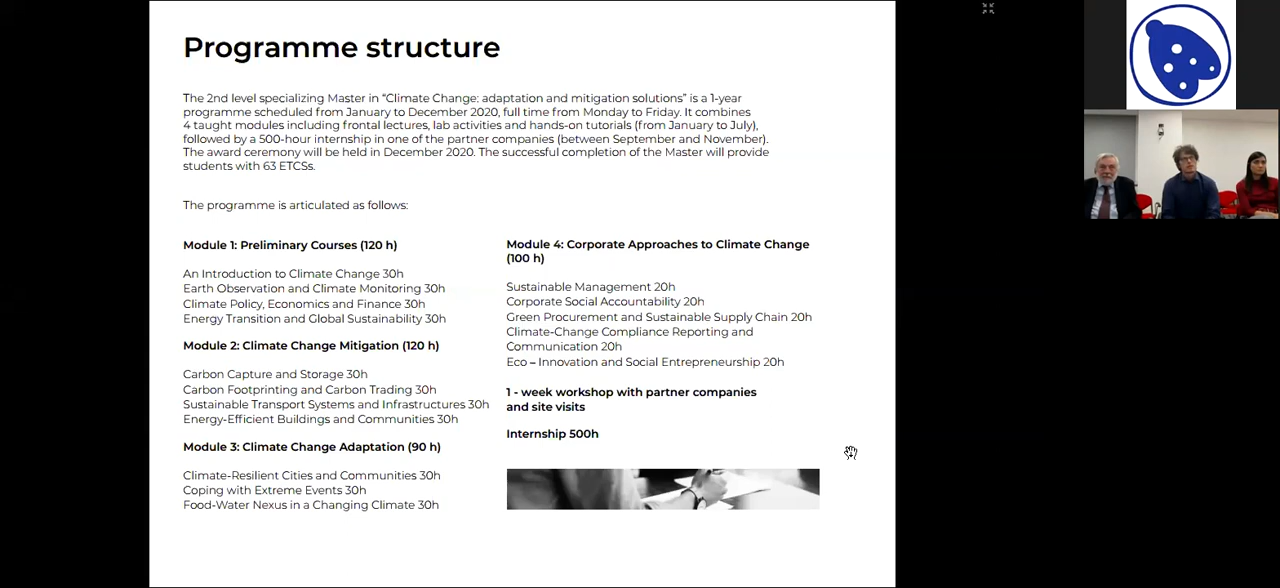 Programme structure
The 2nd level specializing Master in “Climate Change: adaptation and mitigation solutions” is a 1-year
programme scheduled from January to December 2020, full time from Monday to Friday. It combines
4 taught modules including frontal lectures, lab activities and hands-on tutorials (from January to July),
followed by a 500-hour internship in one of the partner companies (between September and November).
The award ceremony will be held in December 2020. The successful completion of the Master will provide
students with 63 ETCSs.
The programme is articulated as follows:
Module 1: Preliminary Courses (120 h)
An Introduction to Climate Change 30h
Earth Observation and Climate Monitoring 30h
Climate Policy, Economics and Finance 30h
Energy Transition and Global Sustainability 30h
Module 2: Climate Change Mitigation (120 h)
Carbon Capture and Storage 30h
Carbon Footprinting and Carbon Trading 30h
Sustainable Transport Systems and Infrastructures 30h
Energy-Efficient Buildings and Communities 30h
Module 3: Climate Change Adaptation (90 h)
Climate-Resilient Cities and Communities 30h
Coping with Extreme Events 30h
Food-Water Nexus in a Changing Climate 30h
Module 4: Corporate Approaches to Climate Change
(100 h)
Sustainable Management 20h
Corporate Social Accountability 20h
Green Procurement and Sustainable Supply Chain 20h
Climate-Change Compliance Reporting and
Communication 20h
Eco – Innovation and Social Entrepreneurship 20h
1 - week workshop with partner companies
and site visits
Internship 500h